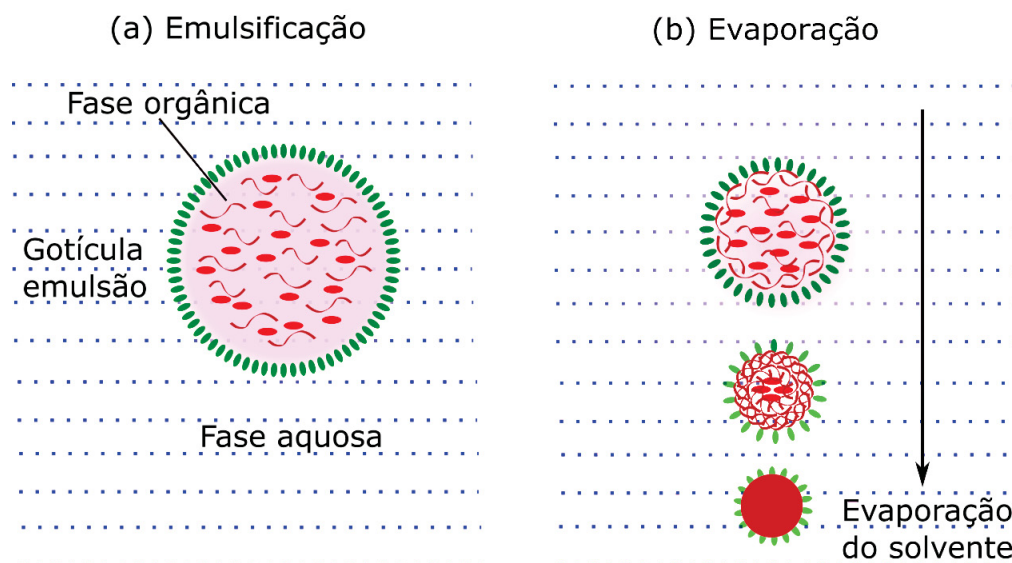 (a) Emulsificação
(b) Evaporação
Fase orgânica
Gotícula
emulsão
Fase aquosa
Evaporação
do solvente